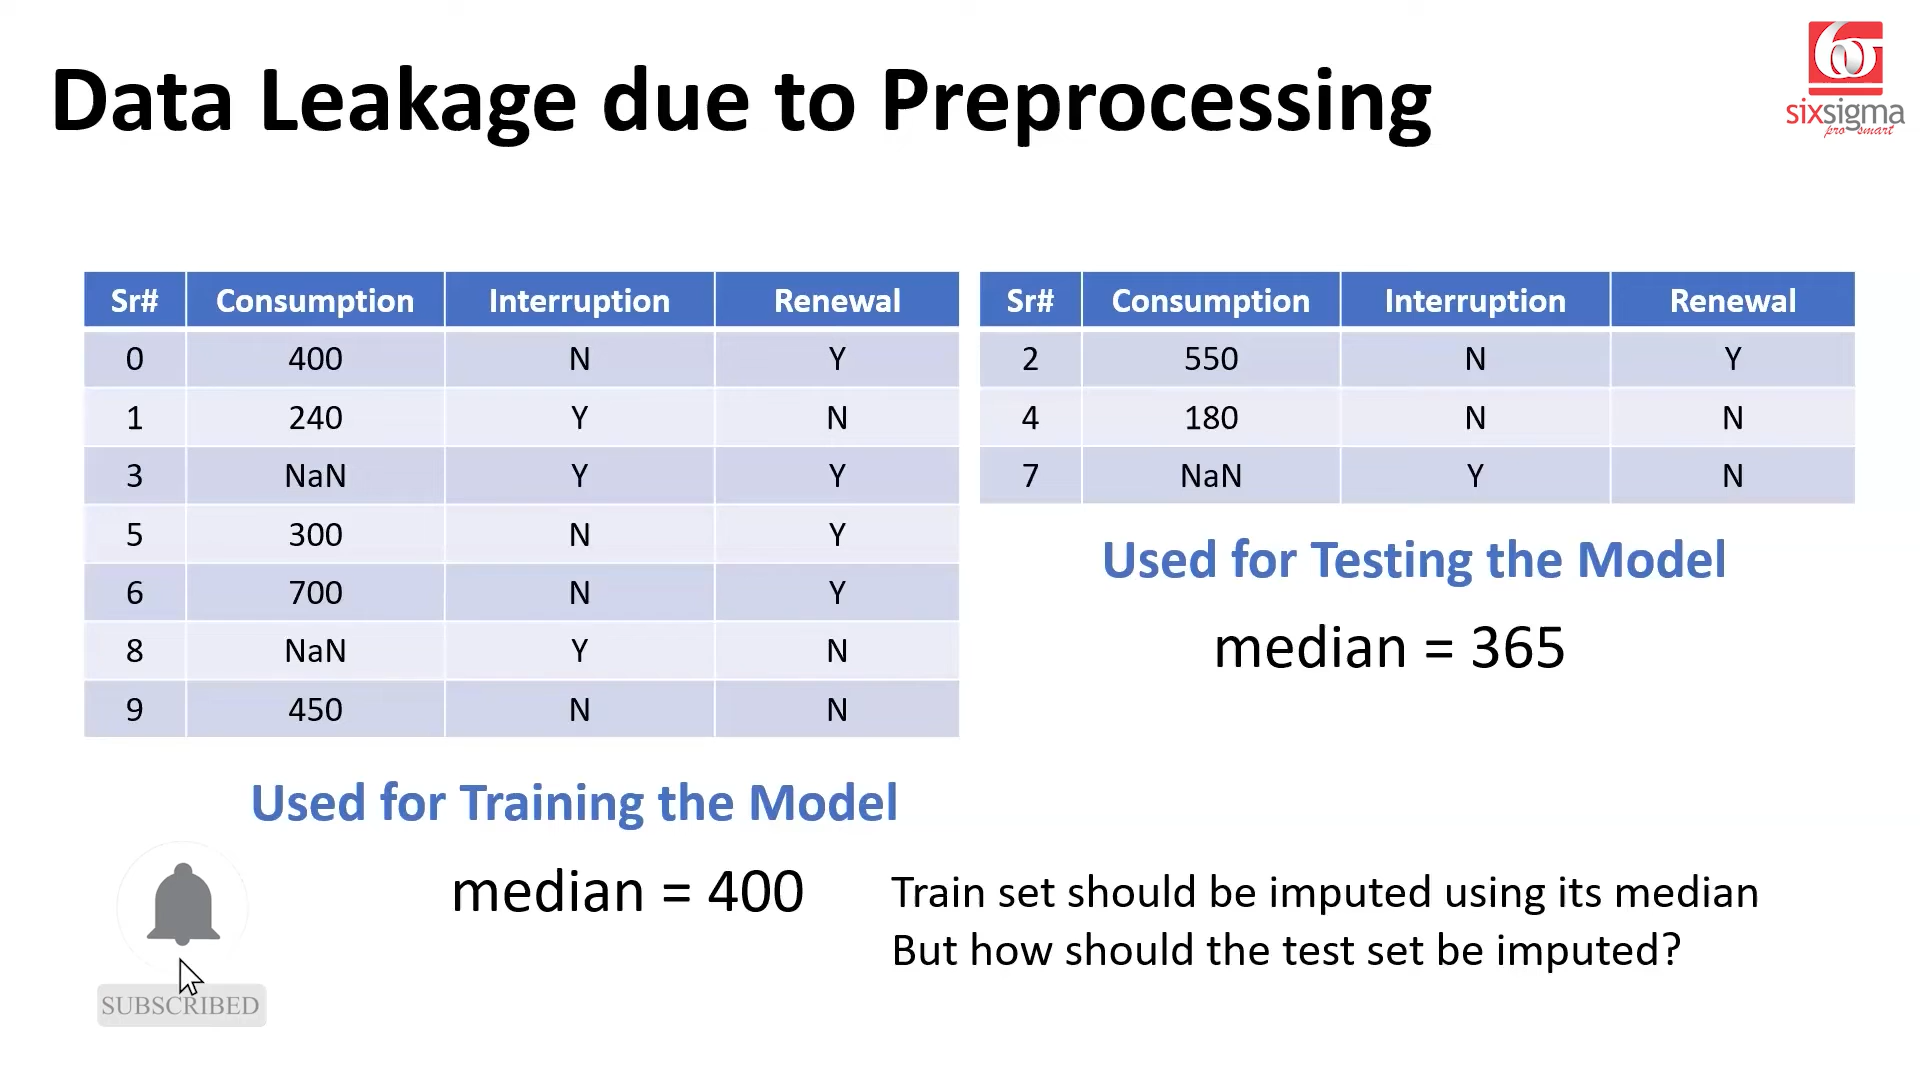 Data Leakage due to Preprocessing
6σ
sixsigma
pro smart
Sr# Consumption Interruption Renewal
0 400 N Y
1 240 Y N
3 NaN Y Y
5 300 N Y
6 700 N Y
8 NaN Y N
9 450 N N
Used for Training the Model
median = 400
Sr# Consumption Interruption Renewal
2 550 N Y
4 180 N N
7 NaN Y N
Used for Testing the Model
median = 365
Train set should be imputed using its median
But how should the test set be imputed?
SUBSCRIBED